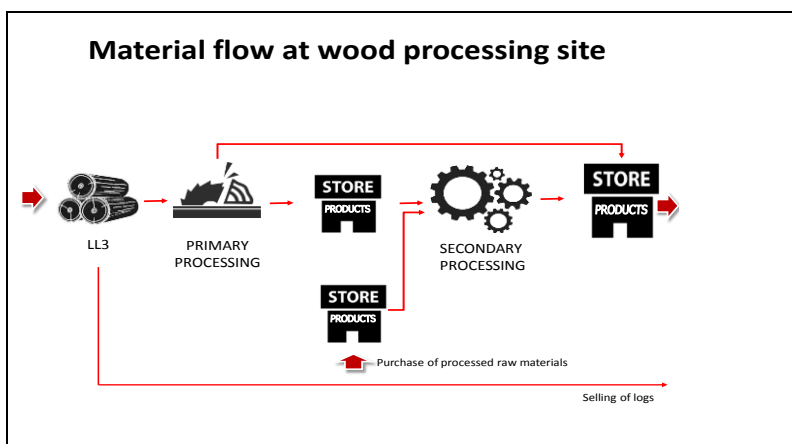 Material flow at wood processing site
STORE
PRODUCTS
STORE
PRODUCTS
LL3
PRIMARY
PROCESSING
SECONDARY
PROCESSING
STORE
PRODUCTS
Purchase of processed raw materials
Selling of logs